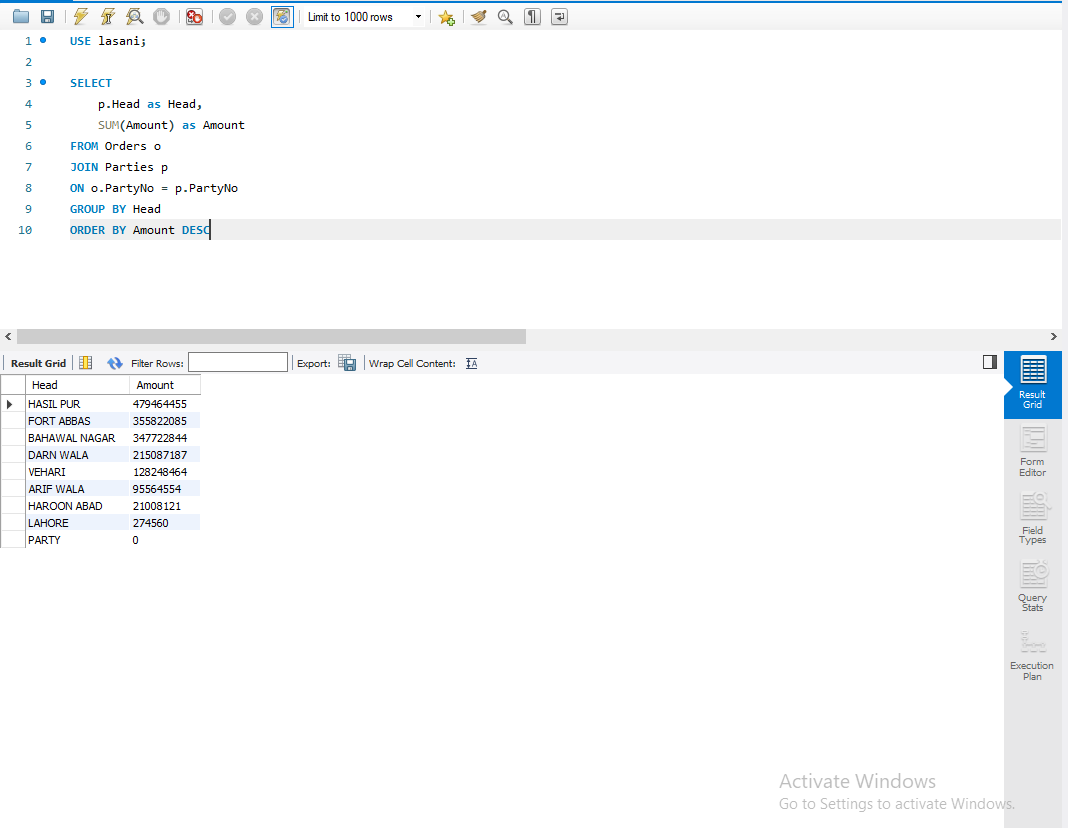 Limit to 1000 rows
1 USE lasani;
2
3 SELECT
4 p.Head as Head,
5 SUM(Amount) as Amount
6 FROM Orders o
7 JOIN Parties p
8 ON o.PartyNo = p.PartyNo
9 GROUP BY Head
10 ORDER BY Amount DESC
Result Grid Filter Rows: Export: Wrap Cell Content: IA
Head Amount
HASIL PUR 479464455
FORT ABBAS 355822085
BAHAWAL NAGAR 347722844
DARN WALA 215087187
VEHARI 128248464
ARIF WALA 95564554
HAROON ABAD 21008121
LAHORE 274560
PARTY 0
Result
Grid
Form
Editor
Field
Types
Query
Stats
Execution
Plan
Activate Windows
Go to Settings to activate Windows.